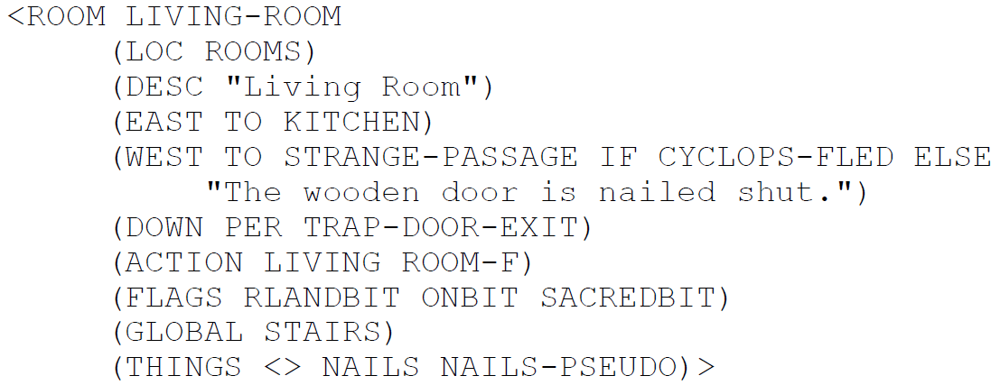 <ROOM LIVING-ROOM
(LOC ROOMS)
(DESC "Living Room")
(EAST TO KITCHEN)
(WEST TO STRANGE-PASSAGE IF CYCLOPS-FLED ELSE
"The wooden door is nailed shut.")
(DOWN PER TRAP-DOOR-EXIT)
(ACTION LIVING ROOM-F)
(FLAGS RLANDBIT ONBIT SACREDBIT)
(GLOBAL STAIRS)
(THINGS <> NAILS NAILS-PSEUDO)>